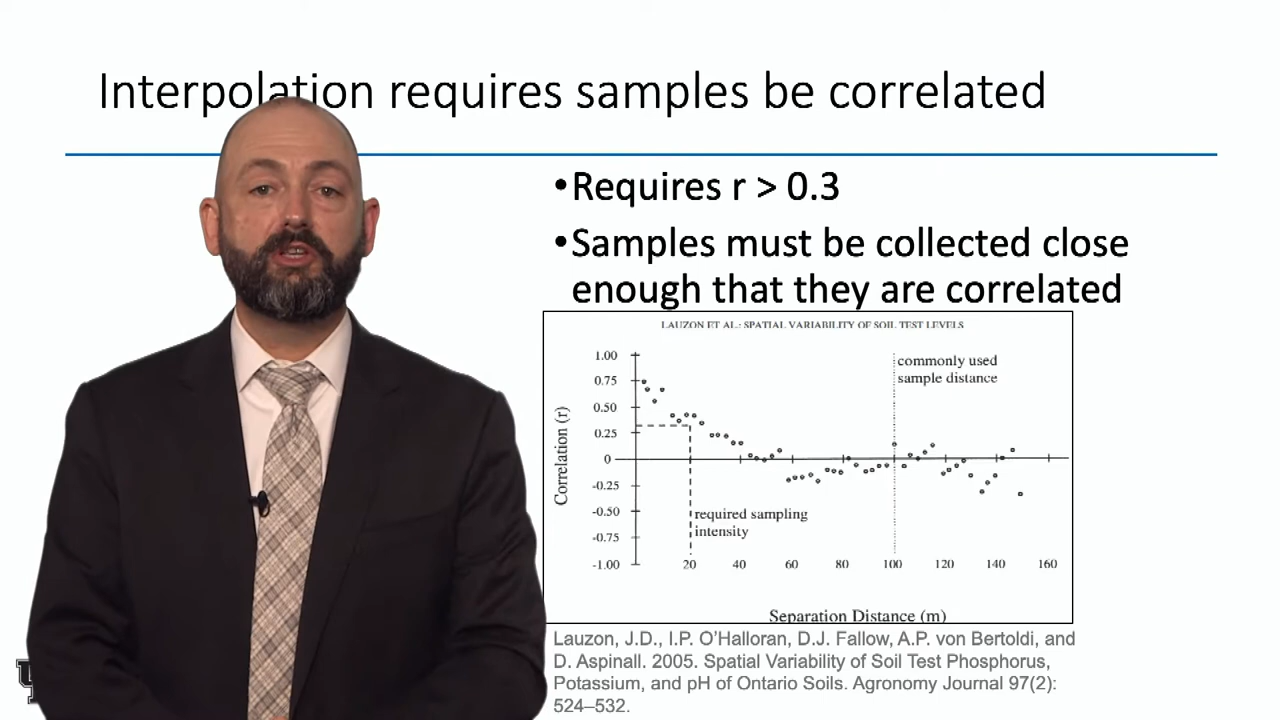 Interpolation requires samples be correlated
•Requires r > 0.3
•Samples must be collected close
enough that they are correlated
LAUZON ET AL.: SPATIAL VARIABILITY OF SOIL TEST LEVELS
commonly used
sample distance
1.00
0.75
0.50
0.25
0
-0.25
-0.50
-0.75
-1.00
Correlation (r)
required sampling
intensity
20 40 60 80 100 120 140 160
Separation Distance (m)
Lauzon, J.D., I.P. O’Halloran, D.J. Fallow, A.P. von Bertoldi, and
D. Aspinall. 2005. Spatial Variability of Soil Test Phosphorus,
Potassium, and pH of Ontario Soils. Agronomy Journal 97(2):
524–532.